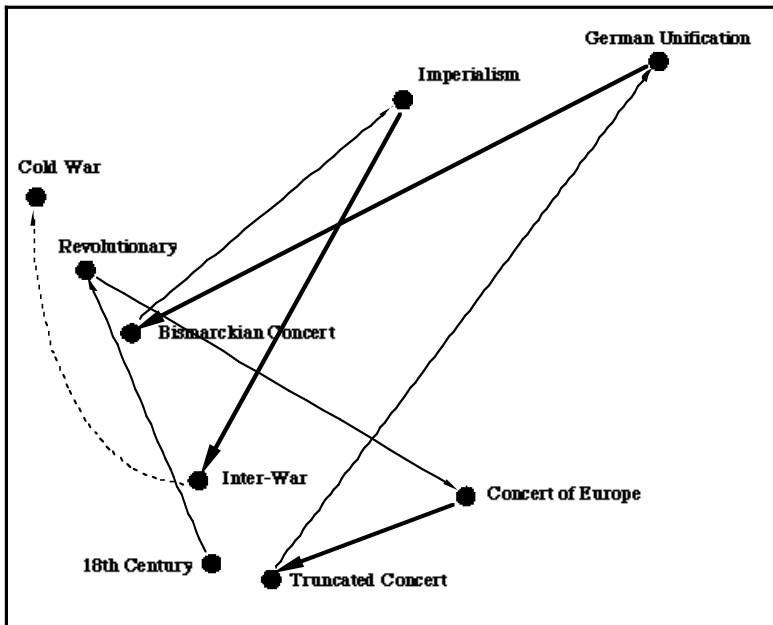 German Unification
Imperialism
Cold War
Revolutionary
Bismarckian Concert
Inter-War
Concert of Europe
18th Century
Truncated Concert